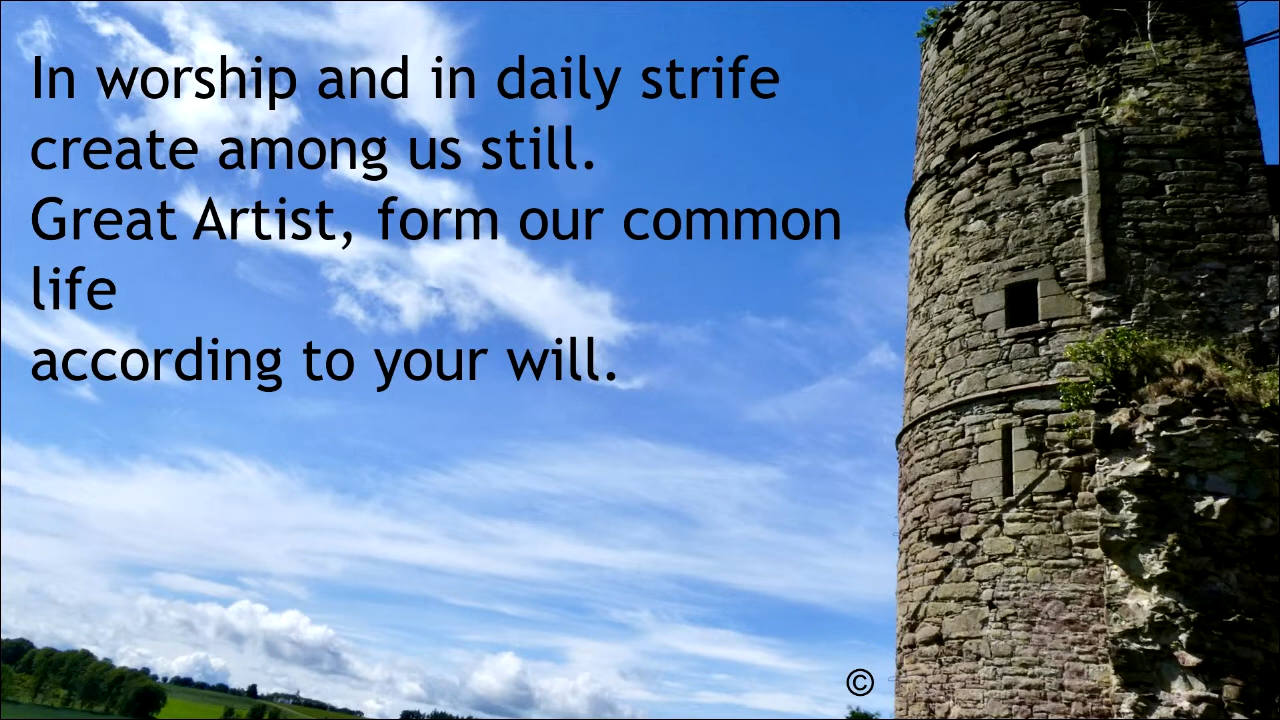 In worship and in daily strife
create among us still.
Great Artist, form our common
life
according to your will.
©